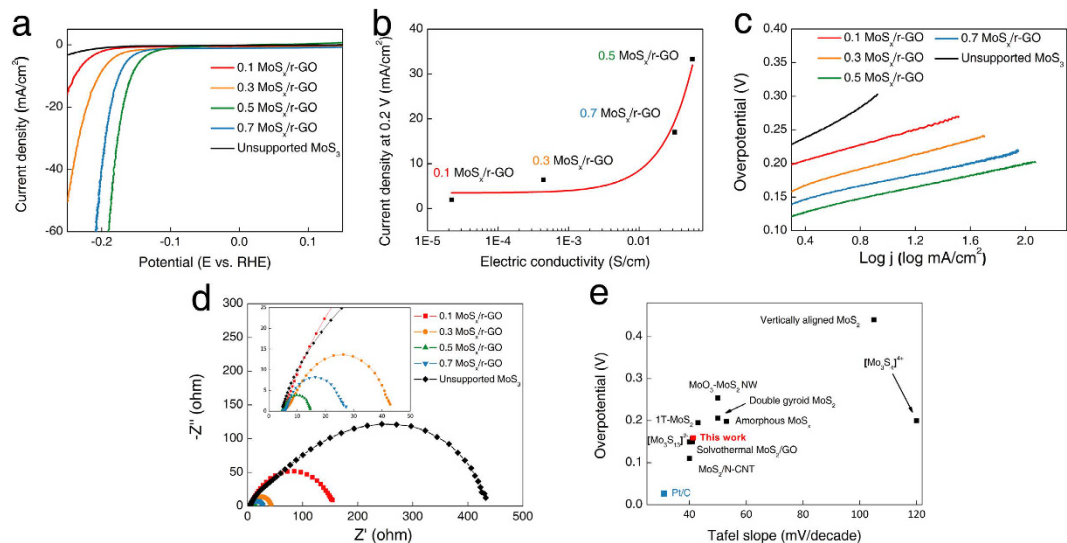 a
0
-20
-40
-60
Current density (mA/cm²)
0.1 MoSₓ/r-GO
0.3 MoSₓ/r-GO
0.5 MoSₓ/r-GO
0.7 MoSₓ/r-GO
Unsupported MoS₃
-0.2 -0.1 0.0 0.1
Potential (E vs. RHE)
b
40
30
20
10
0
Current density at 0.2 V (mA/cm²)
0.5 MoSₓ/r-GO
0.7 MoSₓ/r-GO
0.3 MoSₓ/r-GO
0.1 MoSₓ/r-GO
1E-5 1E-4 1E-3 0.01
Electric conductivity (S/cm)
c
0.35
0.30
0.25
0.20
0.15
0.10
Overpotential (V)
0.1 MoSₓ/r-GO 0.7 MoSₓ/r-GO
0.3 MoSₓ/r-GO Unsupported MoS₃
0.5 MoSₓ/r-GO
0.4 0.8 1.2 1.6 2.0
Log j (log mA/cm²)
d
300
250
200
150
100
50
0
-Z" (ohm)
25
20
15
10
5
0
0 10 20 30 40 50
0.1 MoSₓ/r-GO
0.3 MoSₓ/r-GO
0.5 MoSₓ/r-GO
0.7 MoSₓ/r-GO
Unsupported MoS₃
0 100 200 300 400 500
Z' (ohm)
e
0.4
0.3
0.2
0.1
0.0
Overpotential (V)
Vertically aligned MoS₂
[Mo₃S₄]⁴⁺
MoO₃-MoS₂ NW
Double gyroid MoS₂
1T-MoS₂
Amorphous MoSₓ
This work
[Mo₃S₁₃]²⁻
Solvothermal MoS₂/GO
MoS₂/N-CNT
Pt/C
40 60 80 100 120
Tafel slope (mV/decade)